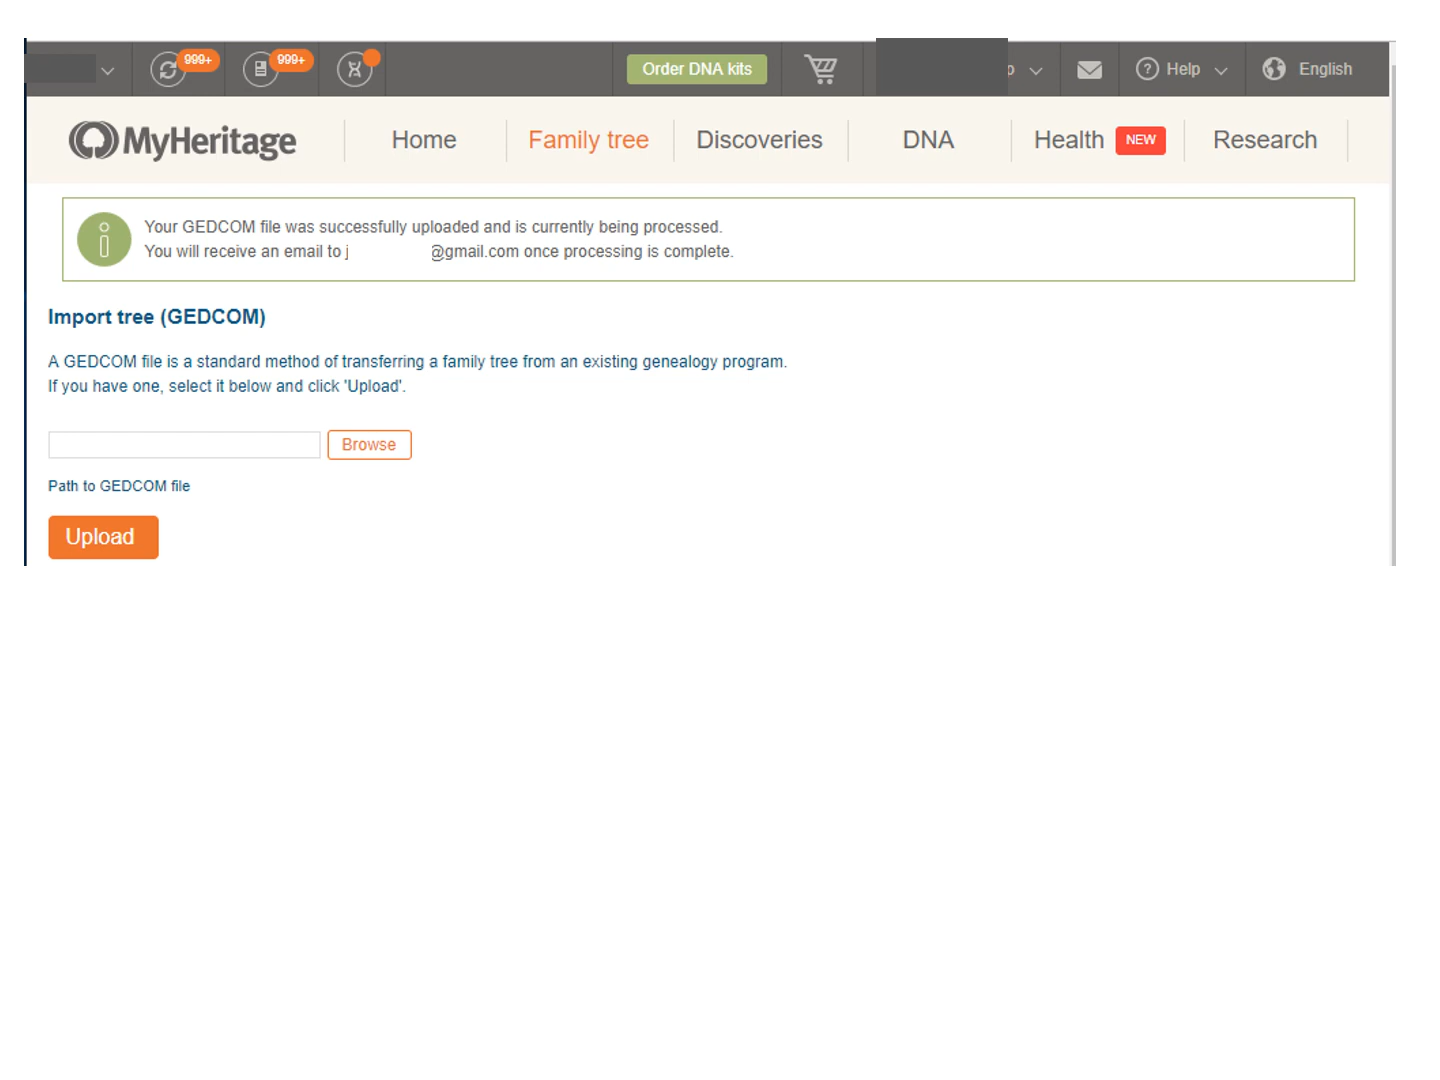 999+ 999+ Order DNA kits p Help English
MyHeritage Home Family tree Discoveries DNA Health NEW Research
Your GEDCOM file was successfully uploaded and is currently being processed.
You will receive an email to j @gmail.com once processing is complete.
Import tree (GEDCOM)
A GEDCOM file is a standard method of transferring a family tree from an existing genealogy program.
If you have one, select it below and click 'Upload'.
Browse
Path to GEDCOM file
Upload